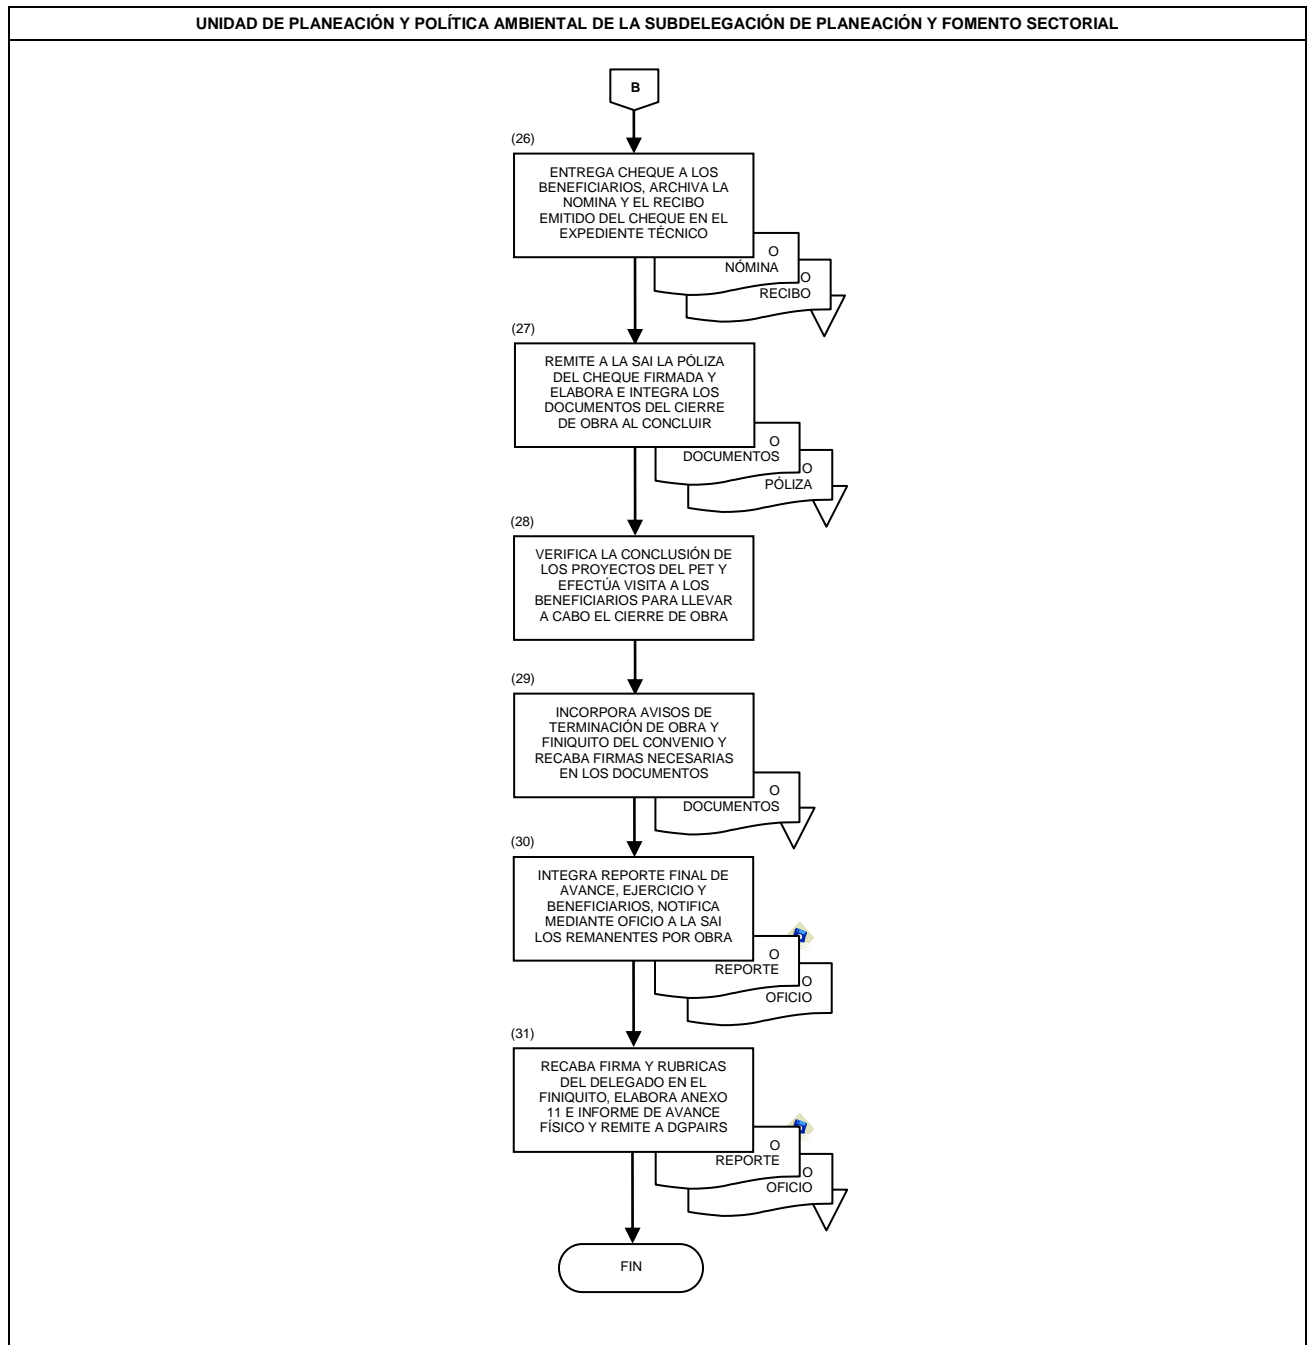 UNIDAD DE PLANEACIÓN Y POLÍTICA AMBIENTAL DE LA SUBDELEGACIÓN DE PLANEACIÓN Y FOMENTO SECTORIAL
B
(26)
ENTREGA CHEQUE A LOS
BENEFICIARIOS, ARCHIVA LA
NOMINA Y EL RECIBO
EMITIDO DEL CHEQUE EN EL
EXPEDIENTE TÉCNICO
O
NÓMINA
O
RECIBO
(27)
REMITE A LA SAI LA PÓLIZA
DEL CHEQUE FIRMADA Y
ELABORA E INTEGRA LOS
DOCUMENTOS DEL CIERRE
DE OBRA AL CONCLUIR
O
DOCUMENTOS
O
PÓLIZA
(28)
VERIFICA LA CONCLUSIÓN DE
LOS PROYECTOS DEL PET Y
EFECTÚA VISITA A LOS
BENEFICIARIOS PARA LLEVAR
A CABO EL CIERRE DE OBRA
(29)
INCORPORA AVISOS DE
TERMINACIÓN DE OBRA Y
FINIQUITO DEL CONVENIO Y
RECABA FIRMAS NECESARIAS
EN LOS DOCUMENTOS
O
DOCUMENTOS
(30)
INTEGRA REPORTE FINAL DE
AVANCE, EJERCICIO Y
BENEFICIARIOS, NOTIFICA
MEDIANTE OFICIO A LA SAI
LOS REMANENTES POR OBRA
O
REPORTE
O
OFICIO
(31)
RECABA FIRMA Y RUBRICAS
DEL DELEGADO EN EL
FINIQUITO, ELABORA ANEXO
11 E INFORME DE AVANCE
FÍSICO Y REMITE A DGPAIRS
O
REPORTE
O
OFICIO
FIN